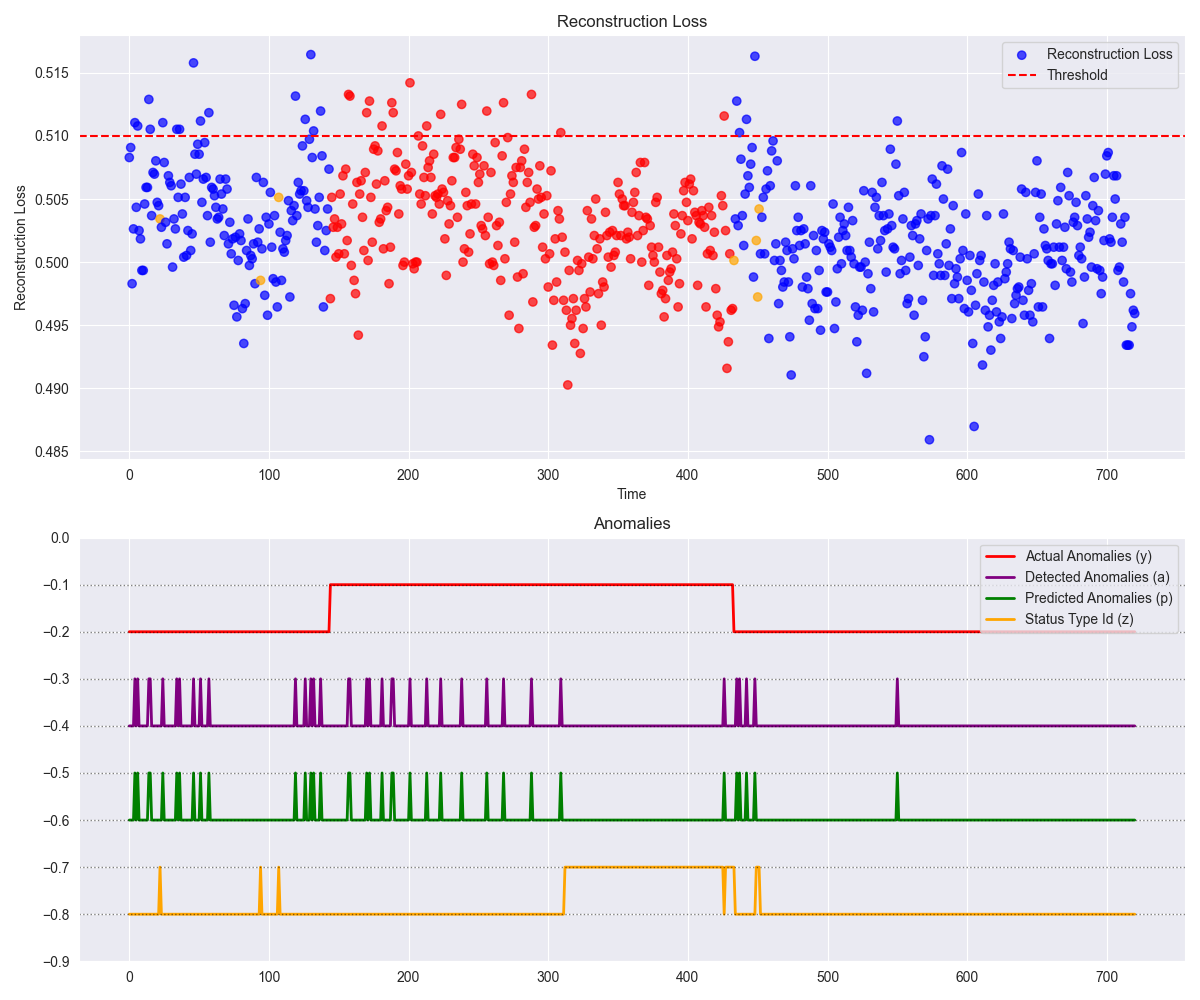 Reconstruction Loss
Reconstruction Loss
Threshold
0.515
0.510
0.505
0.500
0.495
0.490
0.485
Reconstruction Loss
0 100 200 300 400 500 600 700
Time
Anomalies
Actual Anomalies (y)
Detected Anomalies (a)
Predicted Anomalies (p)
Status Type Id (z)
0.0
−0.1
−0.2
−0.3
−0.4
−0.5
−0.6
−0.7
−0.8
−0.9
0 100 200 300 400 500 600 700